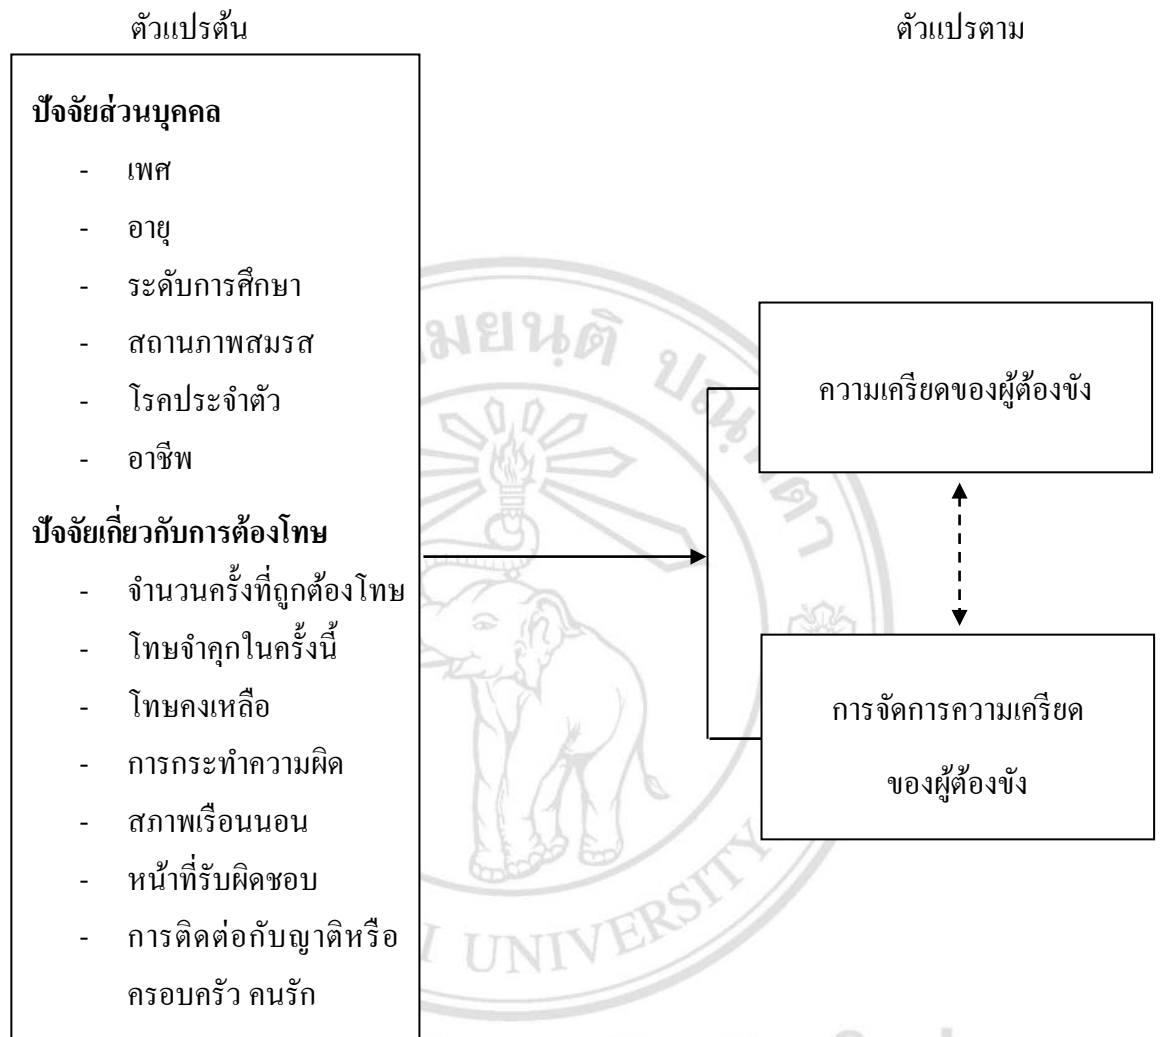 ตัวแปรต้น
ตัวแปรตาม
ปัจจัยส่วนบุคคล
- เพศ
- อายุ
- ระดับการศึกษา
- สถานภาพสมรส
- โรคประจำตัว
- อาชีพ
ปัจจัยเกี่ยวกับการต้องโทษ
- จำนวนครั้งที่ถูกต้องโทษ
- โทษจำคุกในครั้งนี้
- โทษคงเหลือ
- การกระทำความผิด
- สภาพเรือนนอน
- หน้าที่รับผิดชอบ
- การติดต่อกับญาติหรือ
ครอบครัว คนรัก
ความเครียดของผู้ต้องขัง
การจัดการความเครียด
ของผู้ต้องขัง
UNIVERSITY